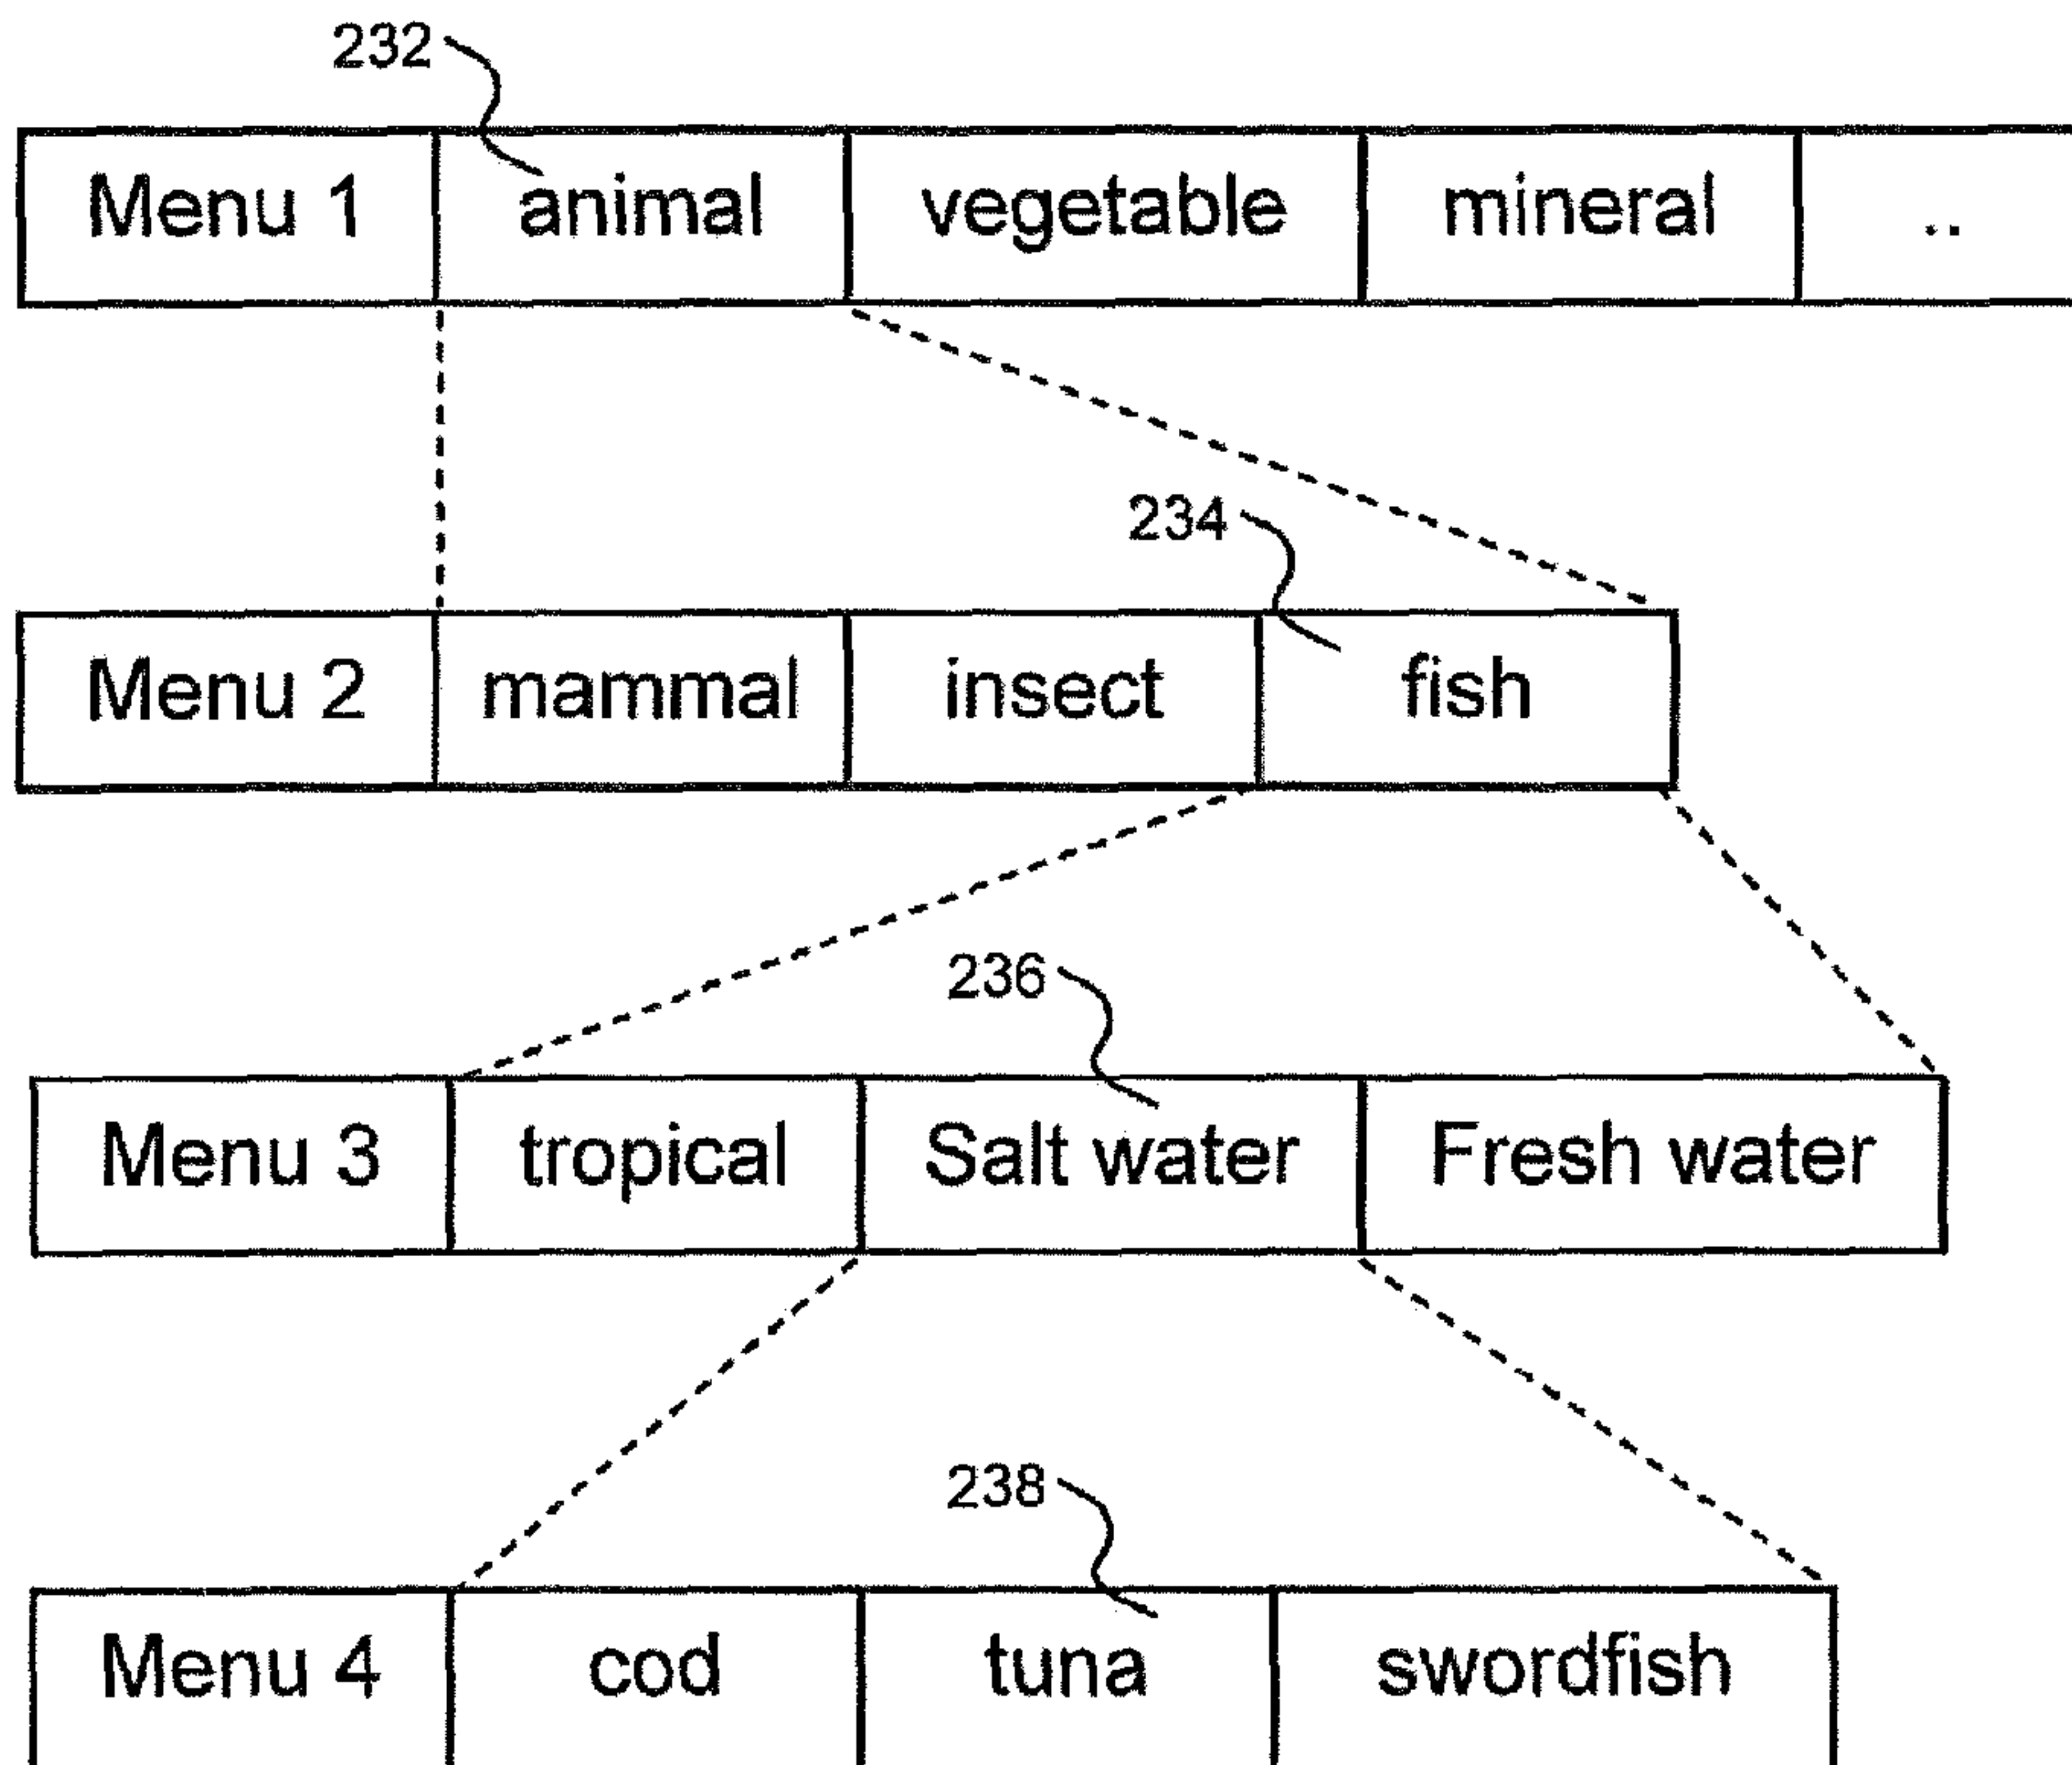 232
Menu 1 animal vegetable mineral ..
234
Menu 2 mammal insect fish
236
Menu 3 tropical Salt water Fresh water
238
Menu 4 cod tuna swordfish